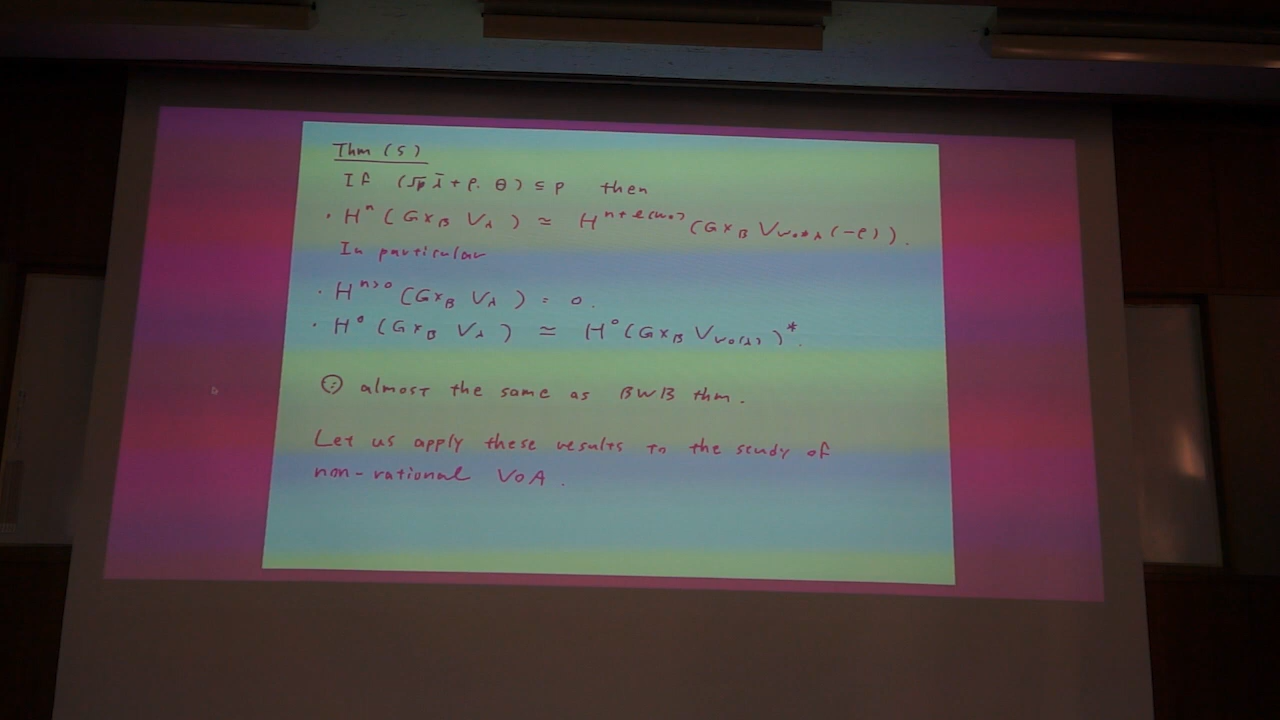 Thm (S)
If (√p λ̄ + ρ, θ) ≤ p then
· Hⁿ (G×_B V_λ) ≃ H^{n+ℓ(w₀)} (G×_B V_{w₀*λ} (-ρ)).
In particular
· H^{n>0} (G×_B V_λ) = 0.
· H⁰ (G×_B V_λ) ≃ H⁰ (G×_B V_{w₀(λ)})*.
☺ almost the same as BWB thm.
Let us apply these results to the study of
non-rational VOA.